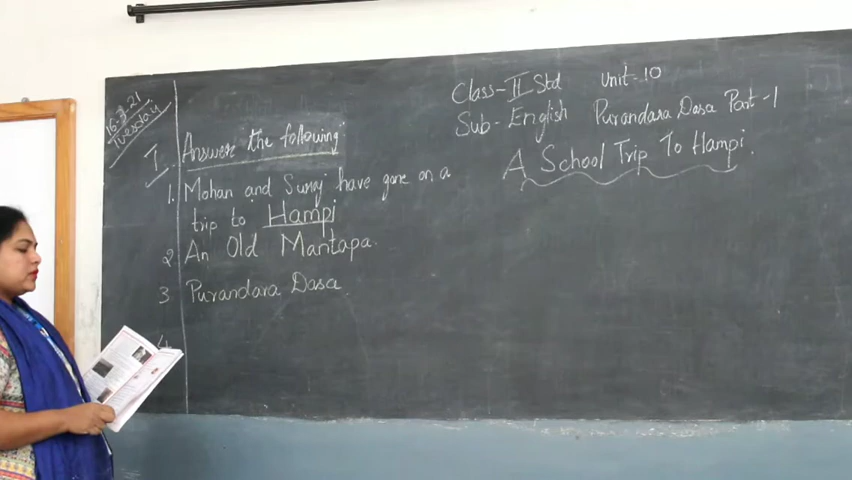 16-3-21
Tuesday
Class-II Std Unit-10
Sub-English Purandara Dasa Part-1
A School Trip To Hampi.
I. Answer the following:
1. Mohan and Suraj have gone on a
trip to Hampi
2 An Old Mantapa.
3 Purandara Dasa.
4